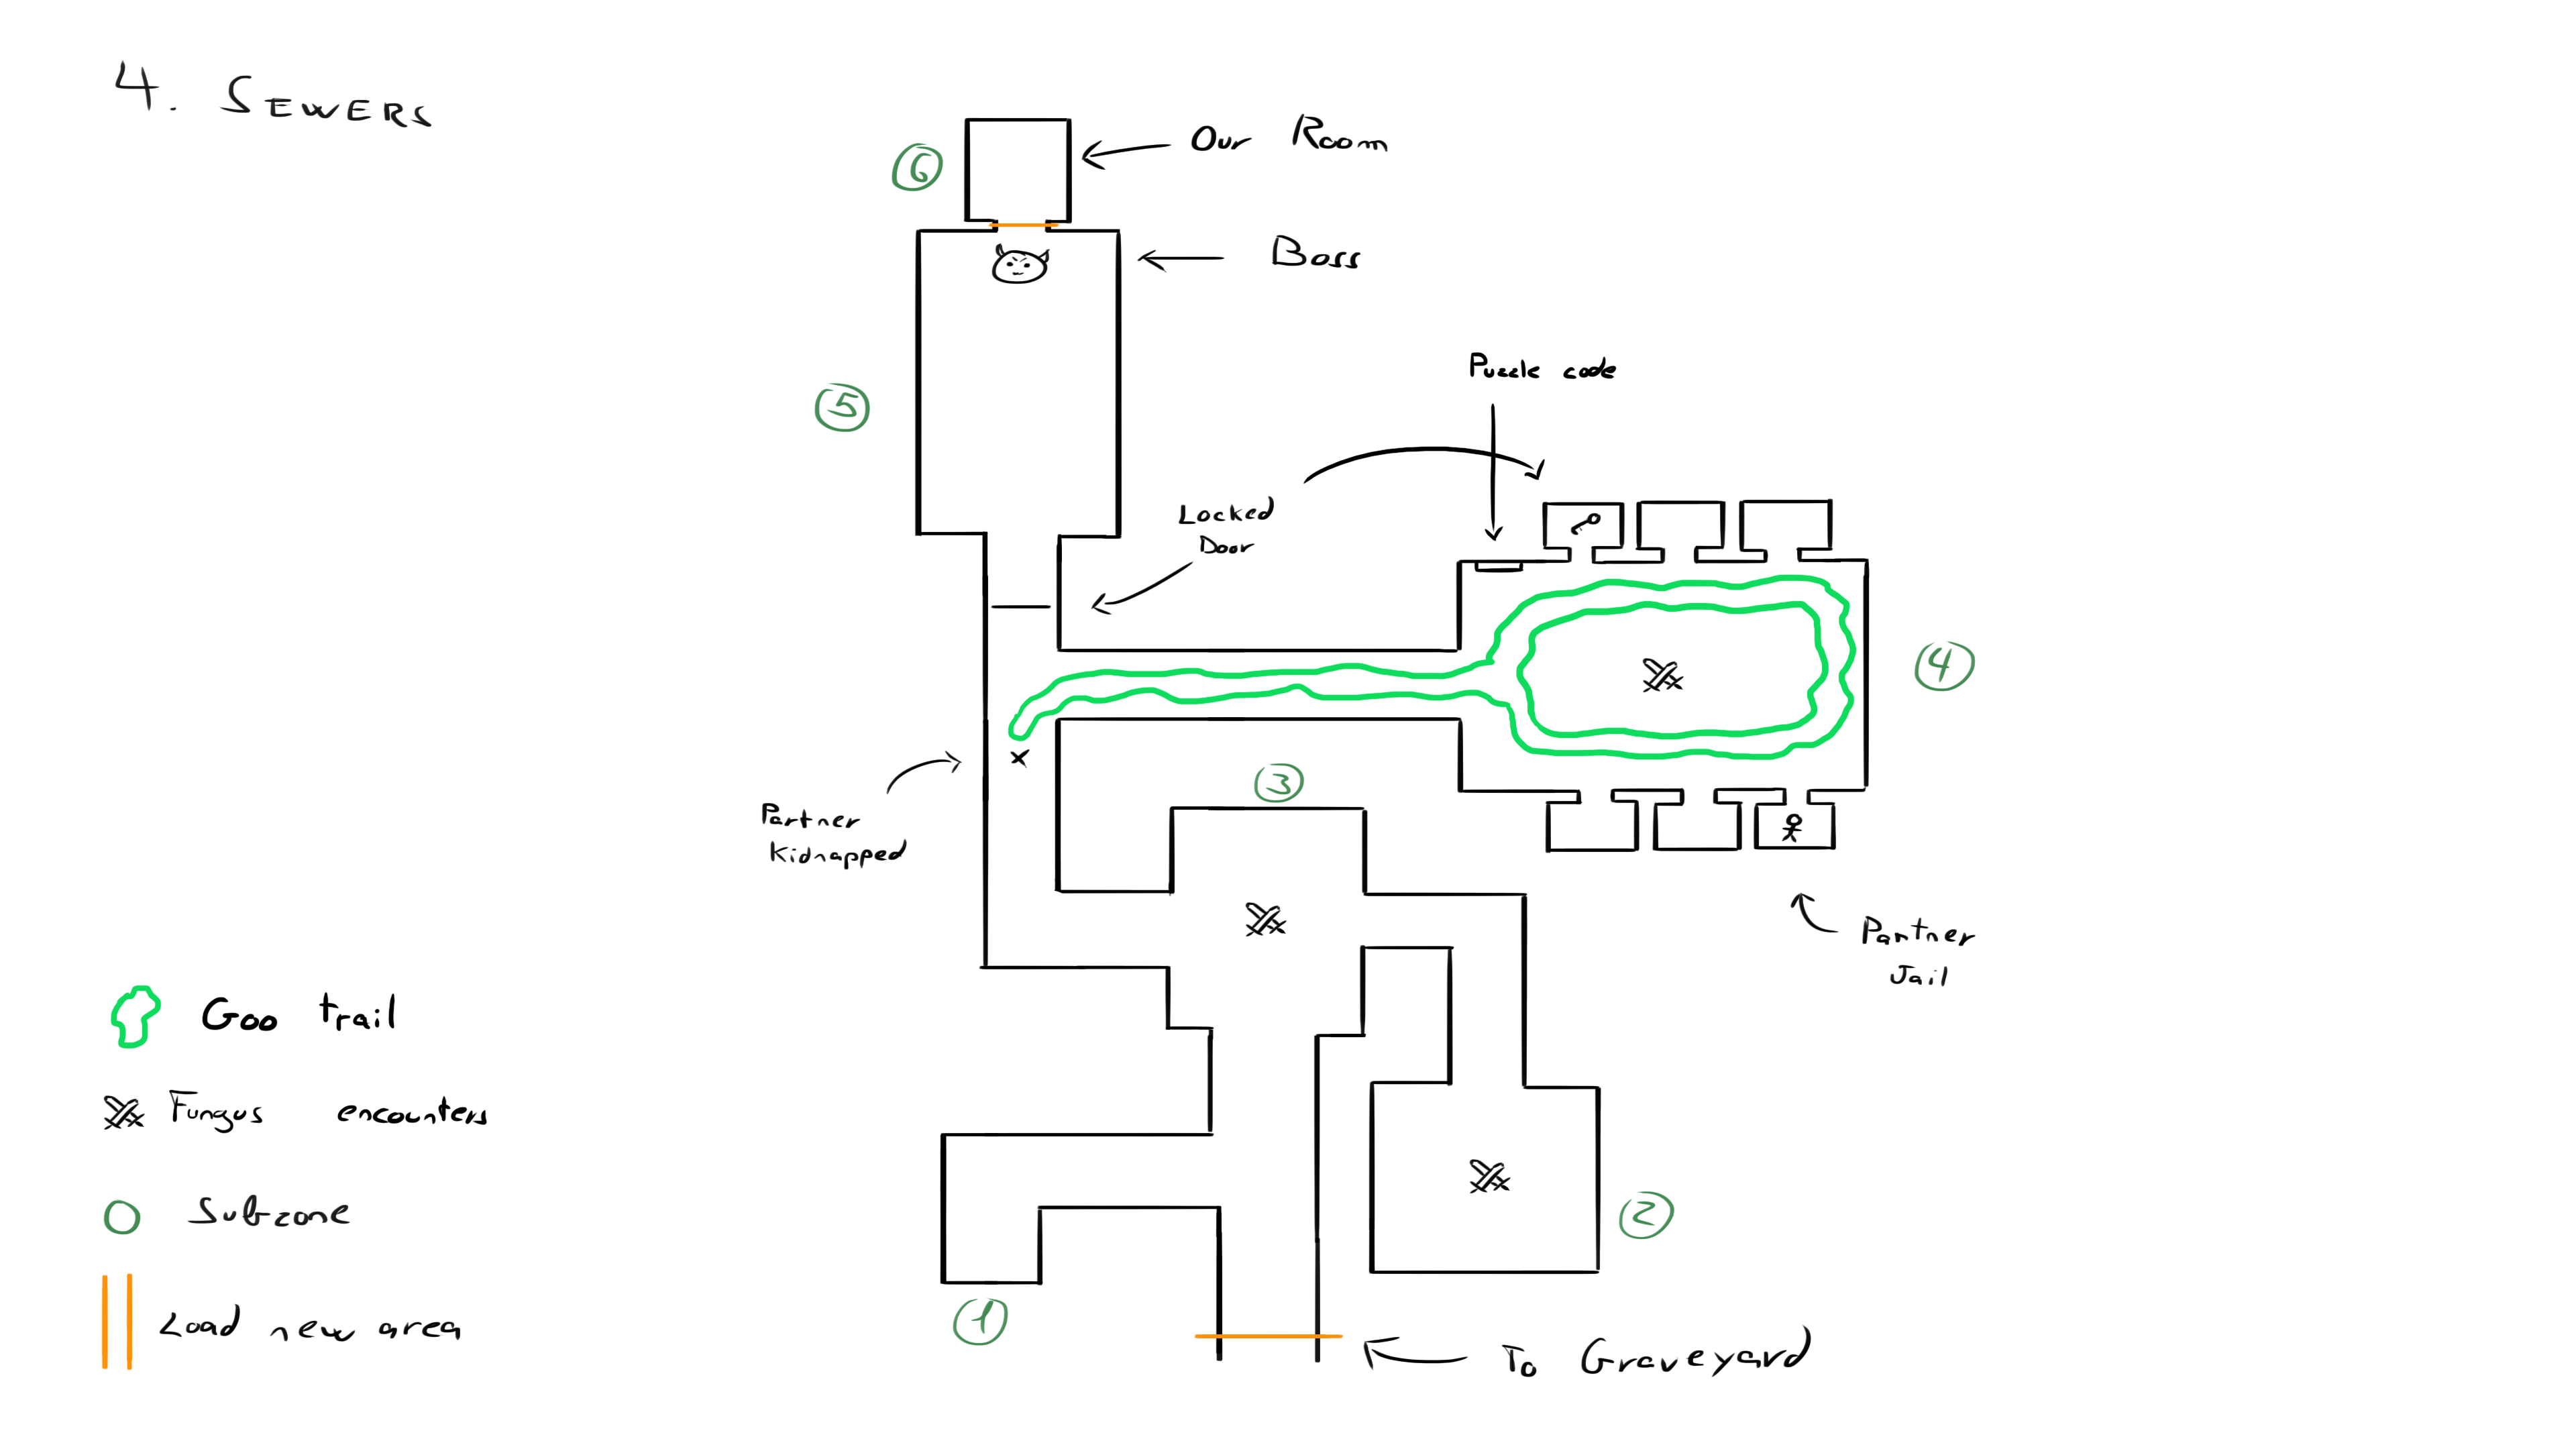 4. SEWERS
6
Our Room
Boss
5
Puzzle code
Locked
Door
4
3
Partner
Kidnapped
Partner
Jail
Goo trail
Fungus encounters
2
Subzone
1
Load new area
To Graveyard